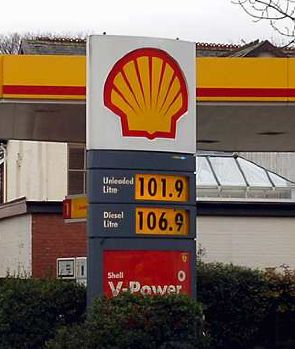 Unleaded
Litre
101.9
Diesel
Litre
106.9
Shell
V-Power